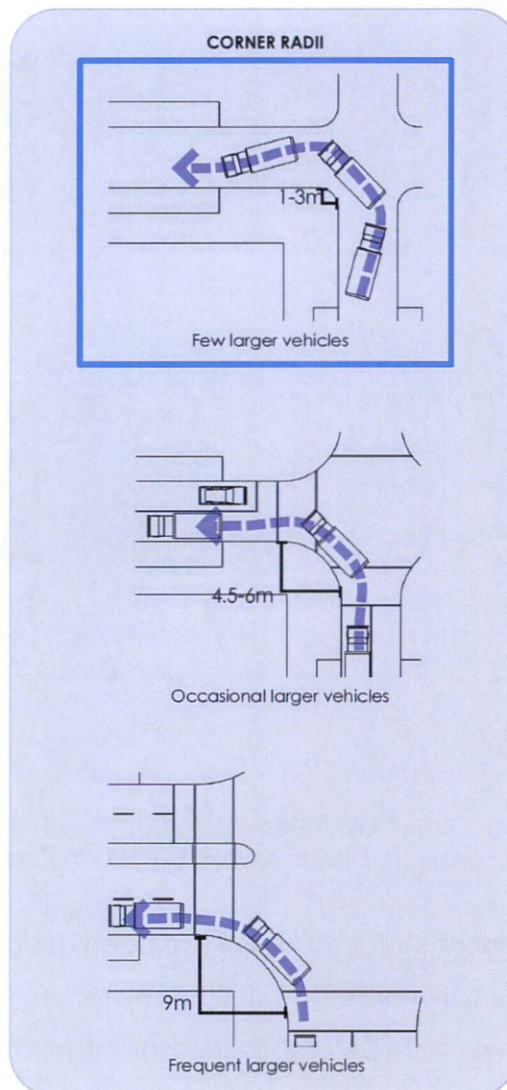 CORNER RADII
1-3m
Few larger vehicles
4.5-6m
Occasional larger vehicles
9m
Frequent larger vehicles